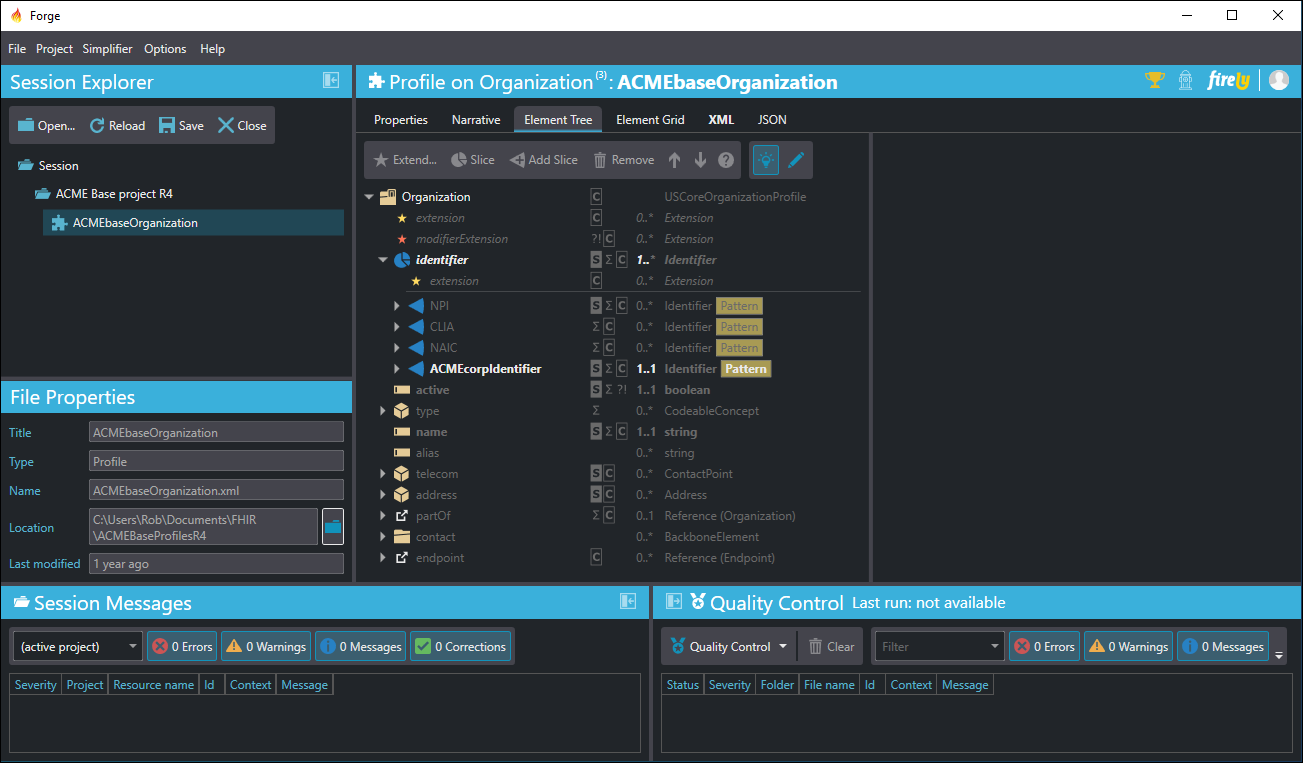 Forge
File Project Simplifier Options Help
Session Explorer
Open... Reload Save Close
Session
ACME Base project R4
ACMEbaseOrganization
File Properties
Title ACMEbaseOrganization
Type Profile
Name ACMEbaseOrganization.xml
Location C:\Users\Rob\Documents\FHIR
\ACMEBaseProfilesR4
Last modified 1 year ago
Profile on Organization (3): ACMEbaseOrganization
firely
Properties Narrative Element Tree Element Grid XML JSON
Extend... Slice Add Slice Remove ?
Organization C USCoreOrganizationProfile
extension C 0..* Extension
modifierExtension ?! C 0..* Extension
identifier S Σ C 1..* Identifier
extension C 0..* Extension
NPI S Σ C 0..* Identifier Pattern
CLIA Σ C 0..* Identifier Pattern
NAIC Σ C 0..* Identifier Pattern
ACMEcorpIdentifier S Σ C 1..1 Identifier Pattern
active S Σ ?! 1..1 boolean
type Σ 0..* CodeableConcept
name S Σ C 1..1 string
alias 0..* string
telecom S C 0..* ContactPoint
address S C 0..* Address
partOf Σ C 0..1 Reference (Organization)
contact 0..* BackboneElement
endpoint C 0..* Reference (Endpoint)
Session Messages
(active project) 0 Errors 0 Warnings 0 Messages 0 Corrections
Severity Project Resource name Id Context Message
Quality Control Last run: not available
Quality Control Clear Filter 0 Errors 0 Warnings 0 Messages
Status Severity Folder File name Id Context Message